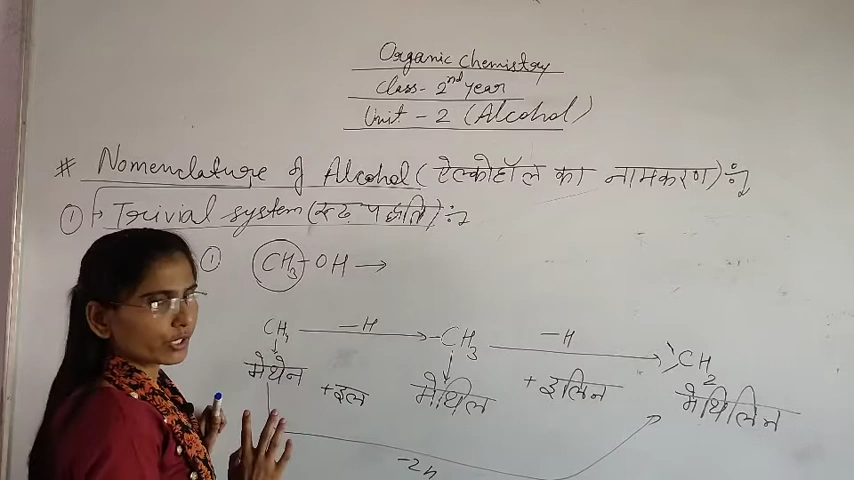 Organic chemistry
Class- 2nd year
Unit - 2 (Alcohol)
# Nomenclature of Alcohol (ऐल्कोहॉल का नामकरण) :-
① Trivial system (रूढ़ पद्धति) :-
① CH3-OH →
CH4 —H→ -CH3 —H→ >CH2
मेथेन +इल मेथिल +इलिन मेथिलिन
-2H